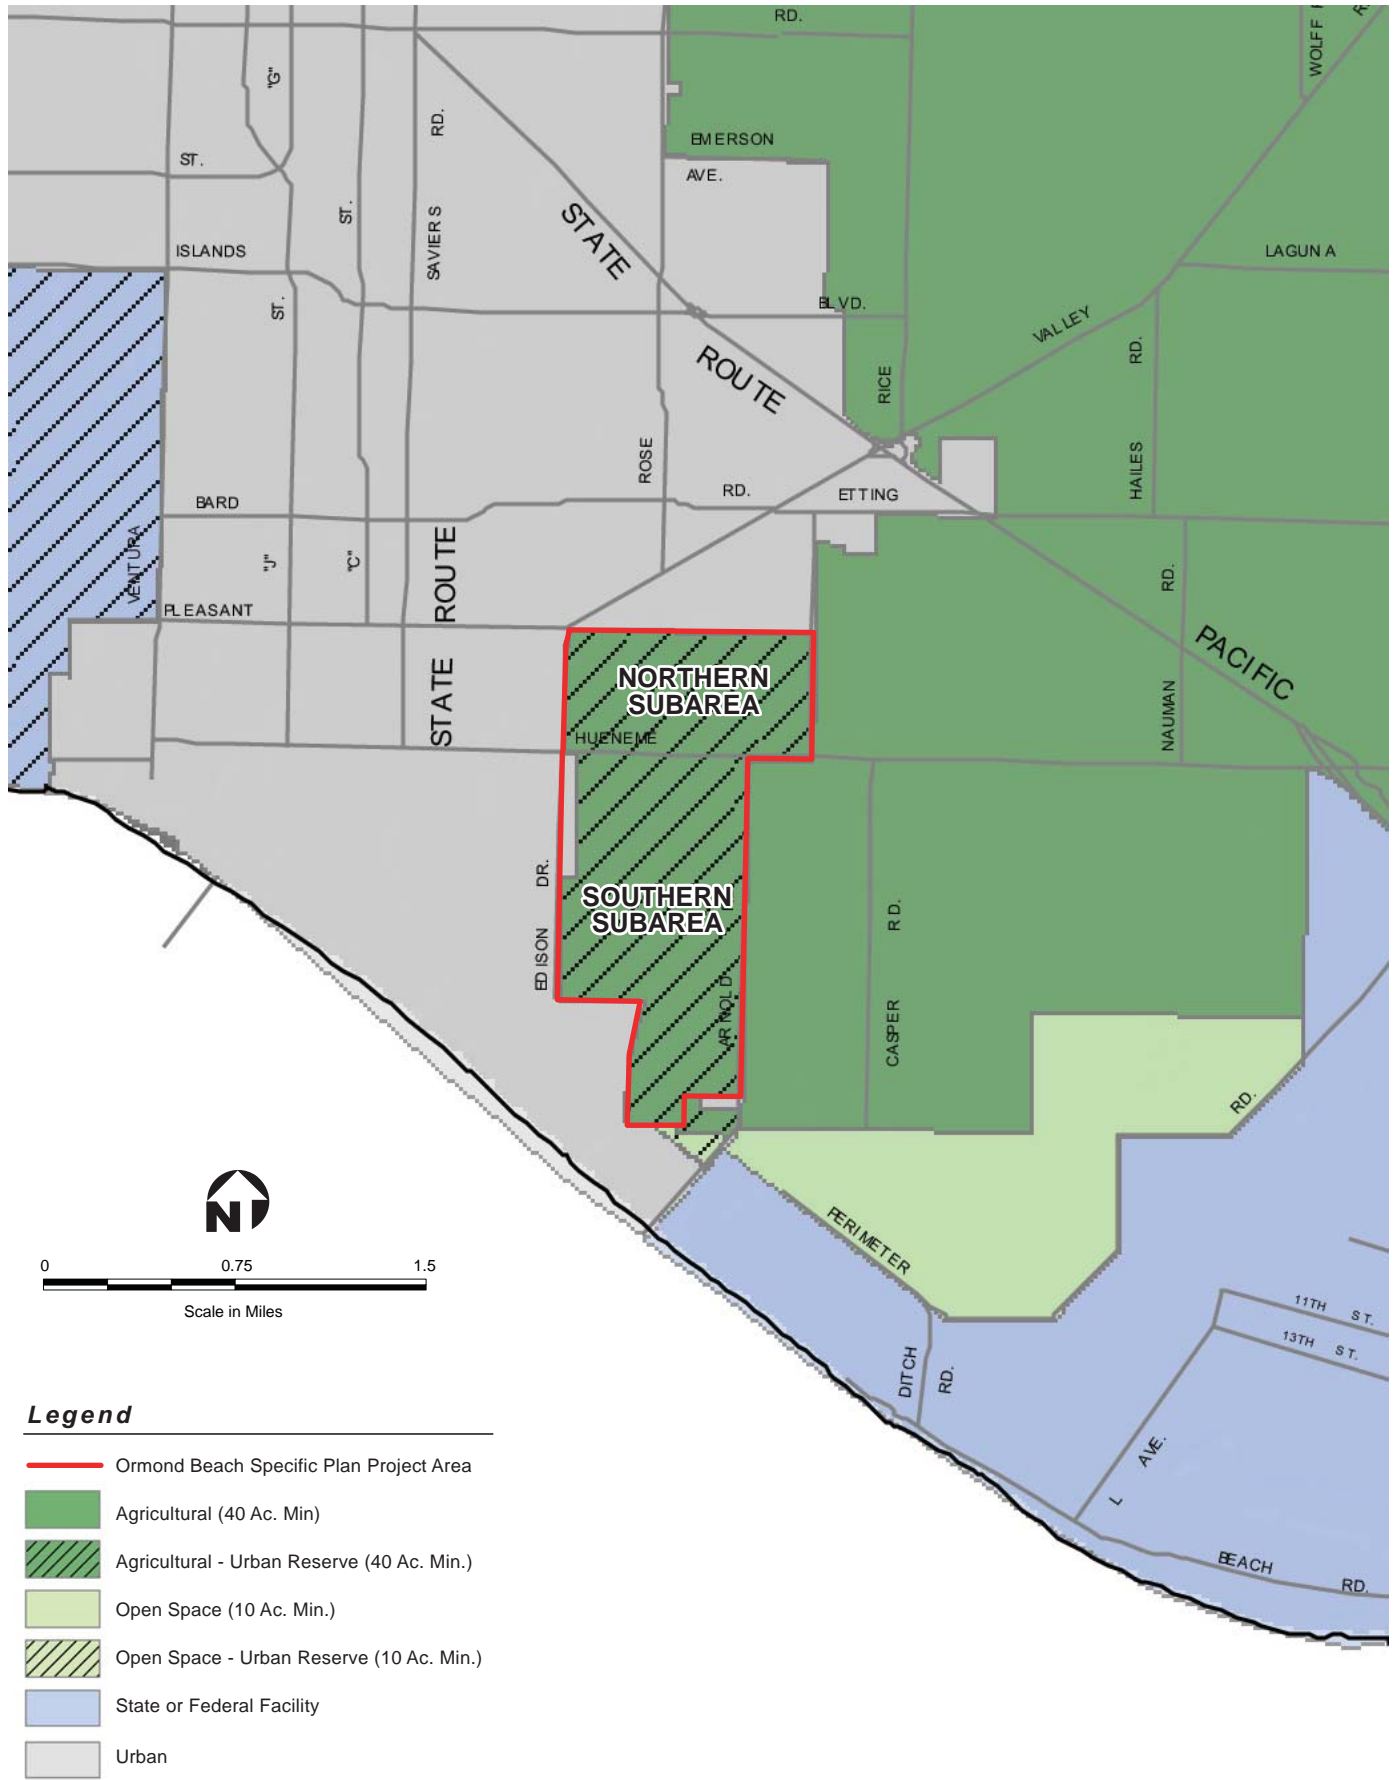 RD.
WOLFF
"G"
RD.
EMERSON
ST.
AVE.
ST.
STATE
SAVIERS
ISLANDS
LAGUNA
ST.
BLVD.
VALLEY
RD.
ROUTE
RICE
ROSE
HAILES
RD.
ETTING
BARD
VENTURA
"J"
"C"
ROUTE
RD.
PLEASANT
STATE
PACIFIC
NORTHERN
SUBAREA
NAUMAN
HUENEME
DR.
SOUTHERN
SUBAREA
RD.
EDISON
ARNOLD
CASPER
RD.
PERIMETER
0
0.75
1.5
Scale in Miles
N
11TH ST.
13TH ST.
DITCH
RD.
AVE.
L
BEACH
RD.
Legend
Ormond Beach Specific Plan Project Area
Agricultural (40 Ac. Min)
Agricultural - Urban Reserve (40 Ac. Min.)
Open Space (10 Ac. Min.)
Open Space - Urban Reserve (10 Ac. Min.)
State or Federal Facility
Urban